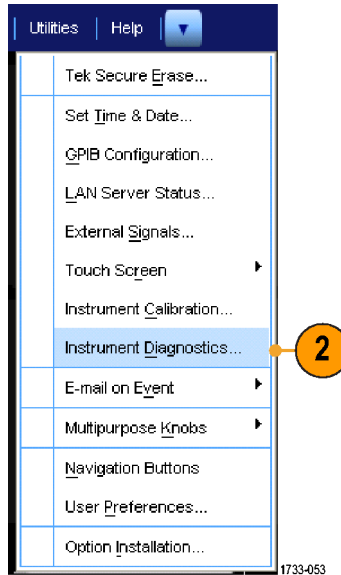 Utilities | Help |
Tek Secure Erase...
Set Time & Date...
GPIB Configuration...
LAN Server Status...
External Signals...
Touch Screen
Instrument Calibration...
Instrument Diagnostics...
2
E-mail on Event
Multipurpose Knobs
Navigation Buttons
User Preferences...
Option Installation...
1733-053